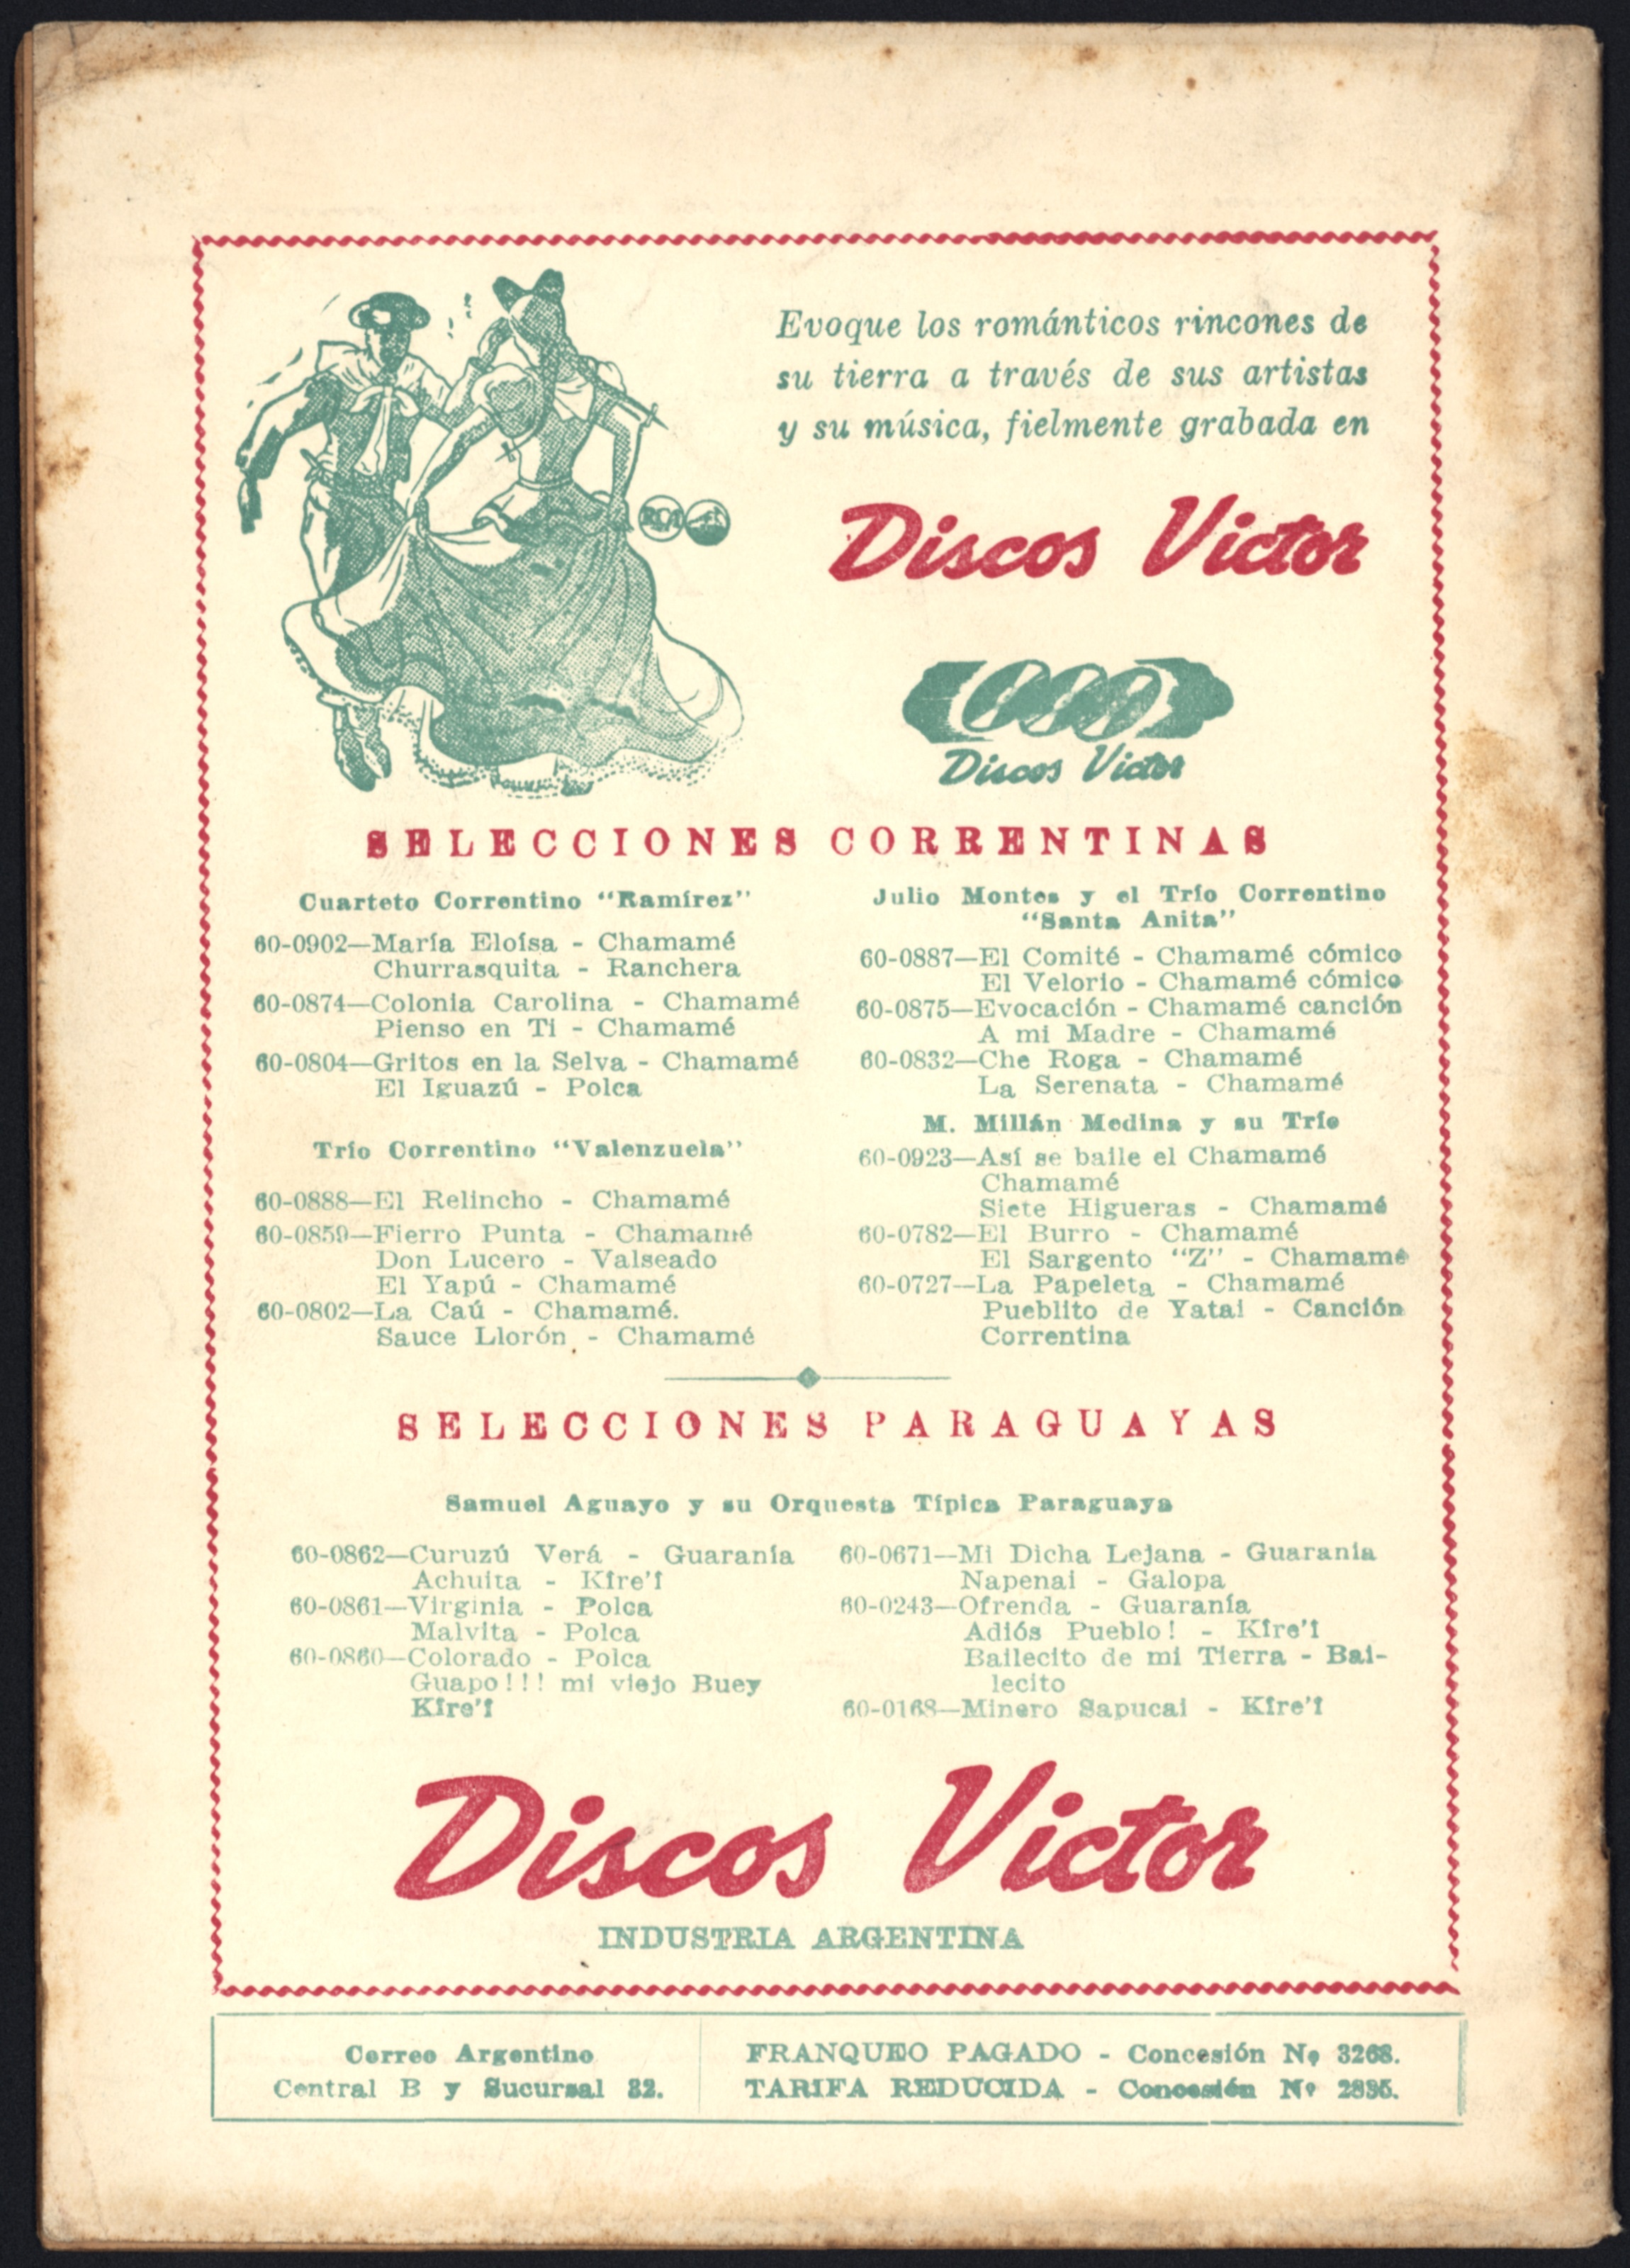 Evoque los románticos rincones de
su tierra a través de sus artistas
y su música, fielmente grabada en
Discos Victor
RCA
Discos Victor
SELECCIONES CORRENTINAS
Cuarteto Correntino "Ramírez"
60-0902—María Eloísa - Chamamé
Churrasquita - Ranchera
60-0874—Colonia Carolina - Chamamé
Pienso en Ti - Chamamé
60-0804—Gritos en la Selva - Chamamé
El Iguazú - Polca
Trío Correntino "Valenzuela"
60-0888—El Relincho - Chamamé
60-0859—Fierro Punta - Chamamé
Don Lucero - Valseado
El Yapú - Chamamé
60-0802—La Caú - Chamamé.
Sauce Llorón - Chamamé
Julio Montes y el Trío Correntino
"Santa Anita"
60-0887—El Comité - Chamamé cómico
El Velorio - Chamamé cómico
60-0875—Evocación - Chamamé canción
A mi Madre - Chamamé
60-0832—Che Roga - Chamamé
La Serenata - Chamamé
M. Millán Medina y su Trío
60-0923—Así se baile el Chamamé
Chamamé
Siete Higueras - Chamamé
60-0782—El Burro - Chamamé
El Sargento "Z" - Chamamé
60-0727—La Papeleta - Chamamé
Pueblito de Yatai - Canción
Correntina
SELECCIONES PARAGUAYAS
Samuel Aguayo y su Orquesta Típica Paraguaya
60-0862—Curuzú Verá - Guaranía
Achuita - Kîre'î
60-0861—Virginia - Polca
Malvita - Polca
60-0860—Colorado - Polca
Guapo!!! mi viejo Buey
Kîre'î
60-0671—Mi Dicha Lejana - Guaranía
Napenai - Galopa
60-0243—Ofrenda - Guaranía
Adiós Pueblo! - Kîre'î
Bailecito de mi Tierra - Bai-
lecito
60-0168—Minero Sapucai - Kîre'î
Discos Victor
INDUSTRIA ARGENTINA
Correo Argentino
Central B y Sucursal 32.
FRANQUEO PAGADO - Concesión Nº 3268.
TARIFA REDUCIDA - Concesión Nº